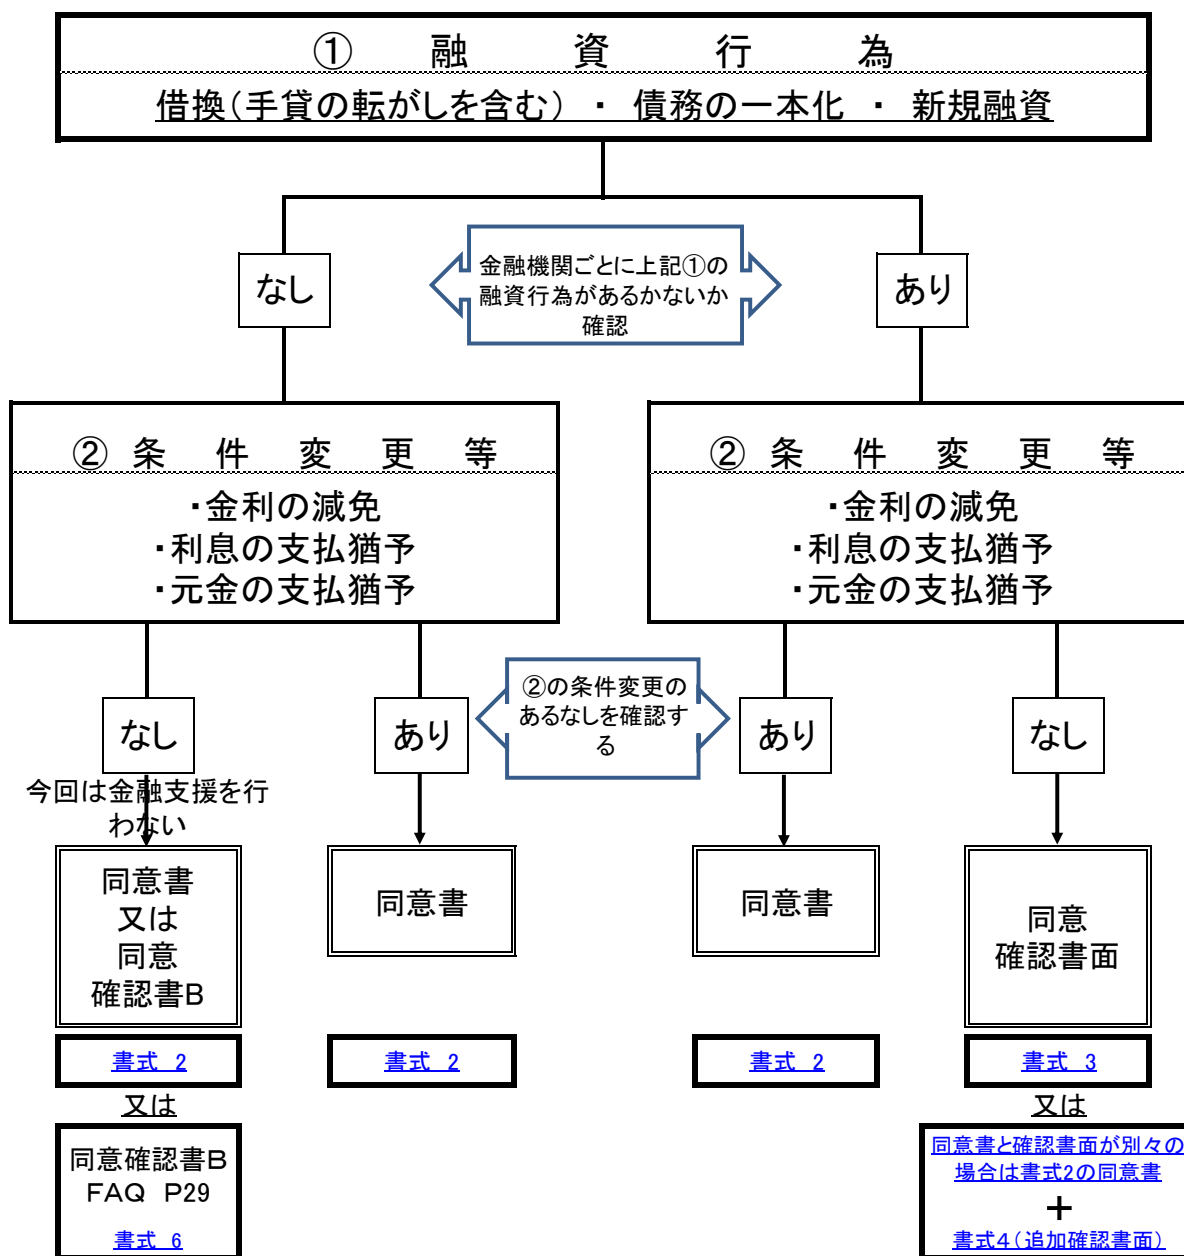 ① 融 資 行 為
借換(手貸の転がしを含む) ・ 債務の一本化 ・ 新規融資
なし
金融機関ごとに上記①の
融資行為があるかないか
確認
あり
② 条 件 変 更 等
・金利の減免
・利息の支払猶予
・元金の支払猶予
② 条 件 変 更 等
・金利の減免
・利息の支払猶予
・元金の支払猶予
なし
あり
②の条件変更の
あるなしを確認す
る
あり
なし
今回は金融支援を行
わない
同意書
又は
同意
確認書B
同意書
同意書
同意
確認書面
書式 2
書式 2
書式 2
書式 3
又は
又は
同意確認書B
FAQ P29
書式 6
同意書と確認書面が別々の
場合は書式2の同意書
+
書式4(追加確認書面)